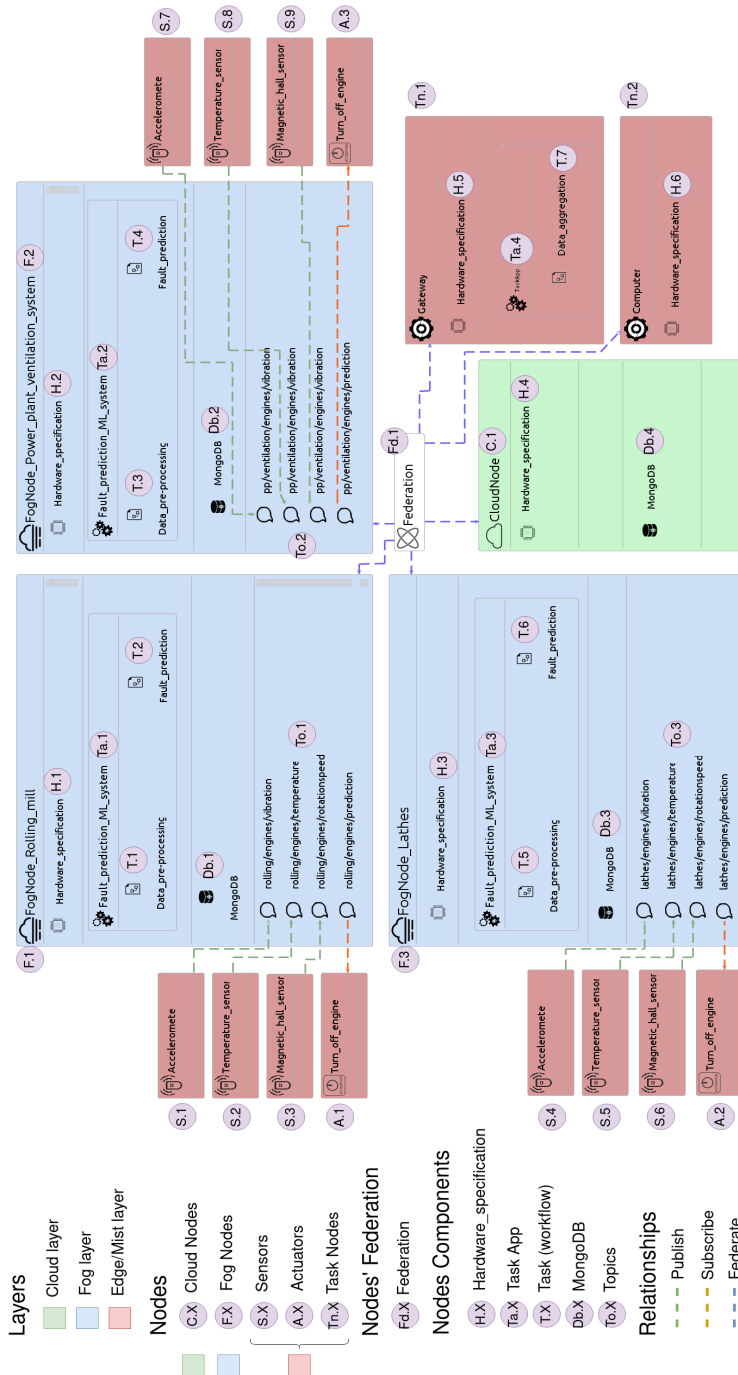 Layers
Cloud layer
Fog layer
Edge/Mist layer
Nodes
C.X Cloud Nodes
F.X Fog Nodes
S.X Sensors
A.X Actuators
Tn.X Task Nodes
Nodes' Federation
Fd.X Federation
Nodes Components
H.X Hardware_specification
Ta.X Task App
T.X Task (workflow)
Db.X MongoDB
To.X Topics
Relationships
Publish
Subscribe
Federate
S.1 Acceleromete
S.2 Temperature_sensor
S.3 Magnetic_hall_sensor
A.1 Turn_off_engine
F.1 FogNode_Rolling_mill
Hardware_specification H.1
Fault_prediction_ML_system Ta.1
T.1
Data_pre-processing
T.2
Fault_prediction
Db.1
MongoDB
rolling/engines/vibration
rolling/engines/temperature
rolling/engines/rotationspeed
rolling/engines/prediction
To.1
FogNode_Power_plant_ventilation_system F.2
Hardware_specification H.2
Fault_prediction_ML_system Ta.2
T.3
Data_pre-processing
T.4
Fault_prediction
Db.2
MongoDB
pp/ventilation/engines/vibration
pp/ventilation/engines/vibration
pp/ventilation/engines/vibration
pp/ventilation/engines/prediction
To.2
Acceleromete S.7
Temperature_sensor S.8
Magnetic_hall_sensor S.9
Turn_off_engine A.3
S.4 Acceleromete
S.5 Temperature_sensor
S.6 Magnetic_hall_sensor
A.2 Turn_off_engine
F.3 FogNode_Lathes
Hardware_specification H.3
Fault_prediction_ML_system Ta.3
T.5
Data_pre-processing
T.6
Fault_prediction
Db.3
MongoDB
lathes/engines/vibration
lathes/engines/temperature
lathes/engines/rotationspeed
lathes/engines/prediction
To.3
Federation Fd.1
CloudNode C.1
Hardware_specification H.4
MongoDB Db.4
Gateway Tn.1
Hardware_specification H.5
TaskApp Ta.4
Data_aggregation T.7
Computer Tn.2
Hardware_specification H.6